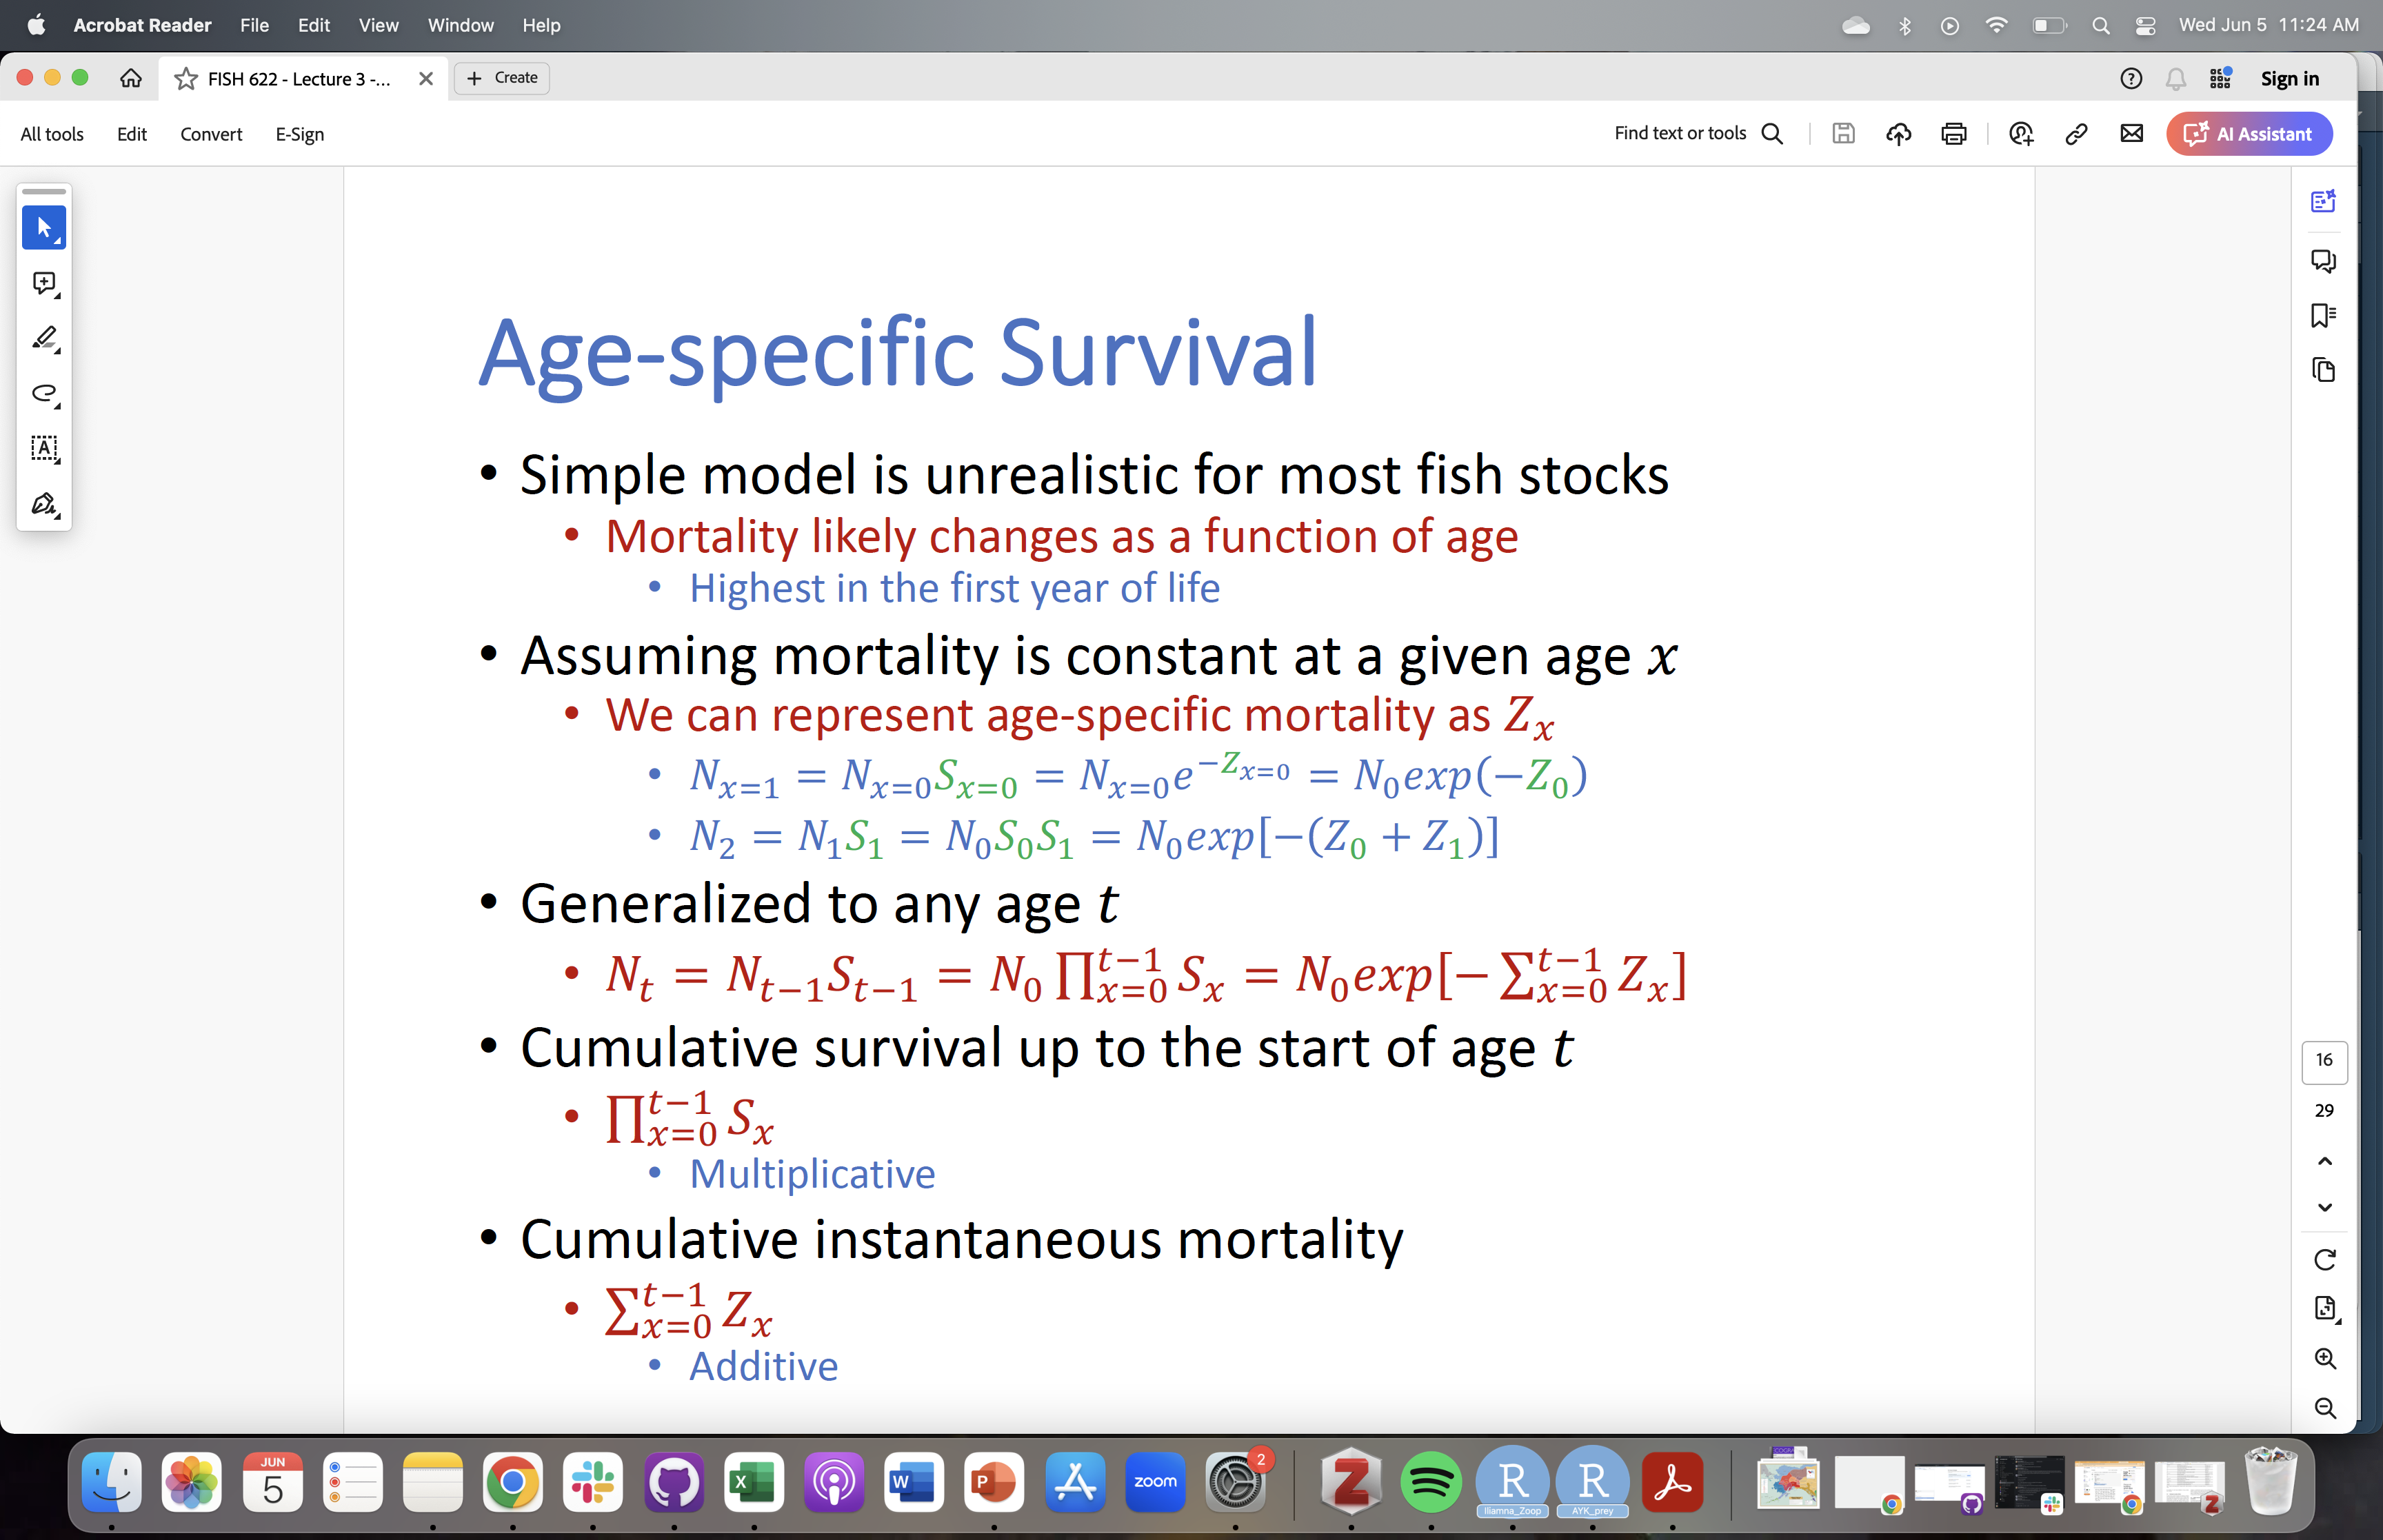 Acrobat Reader File Edit View Window Help Wed Jun 5 11:24 AM
FISH 622 - Lecture 3 -... Create Sign in
All tools Edit Convert E-Sign Find text or tools AI Assistant
Age-specific Survival
• Simple model is unrealistic for most fish stocks
• Mortality likely changes as a function of age
• Highest in the first year of life
• Assuming mortality is constant at a given age x
• We can represent age-specific mortality as Zₓ
• N_{x=1} = N_{x=0}S_{x=0} = N_{x=0}e^{-Z_{x=0}} = N_0exp(−Z_0)
• N_2 = N_1S_1 = N_0S_0S_1 = N_0exp[−(Z_0 + Z_1)]
• Generalized to any age t
• N_t = N_{t−1}S_{t−1} = N_0 ∏_{x=0}^{t−1} S_x = N_0exp[− ∑_{x=0}^{t−1} Z_x]
• Cumulative survival up to the start of age t
• ∏_{x=0}^{t−1} S_x
• Multiplicative
• Cumulative instantaneous mortality
• ∑_{x=0}^{t−1} Z_x
• Additive
16
29
JUN
5
X
W
P
zoom
2
Z
R
Iliamna_Zoop
R
AYK_prey
Z